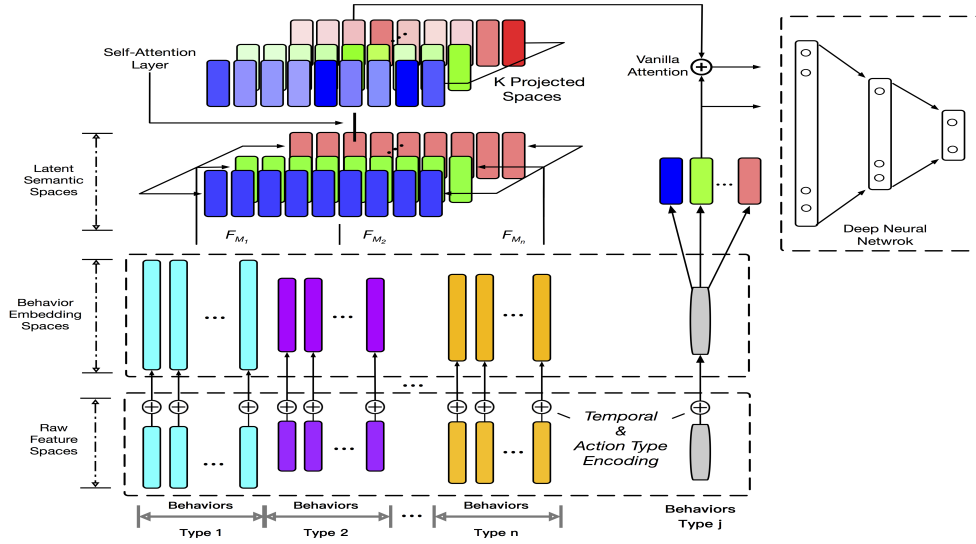 Self-Attention
Layer
K Projected
Spaces
Vanilla
Attention
Latent
Semantic
Spaces
F_{M_1}
F_{M_2}
F_{M_n}
Deep Neural
Netwrok
Behavior
Embedding
Spaces
Raw
Feature
Spaces
Temporal
&
Action Type
Encoding
Behaviors
Type 1
Behaviors
Type 2
Behaviors
Type n
Behaviors
Type j